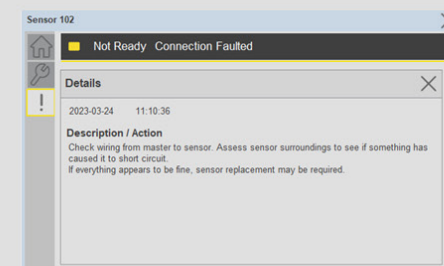 Sensor 102
Not Ready Connection Faulted
Details
2023-03-24 11:10:36
Description / Action
Check wiring from master to sensor. Assess sensor surroundings to see if something has
caused it to short circuit.
If everything appears to be fine, sensor replacement may be required.